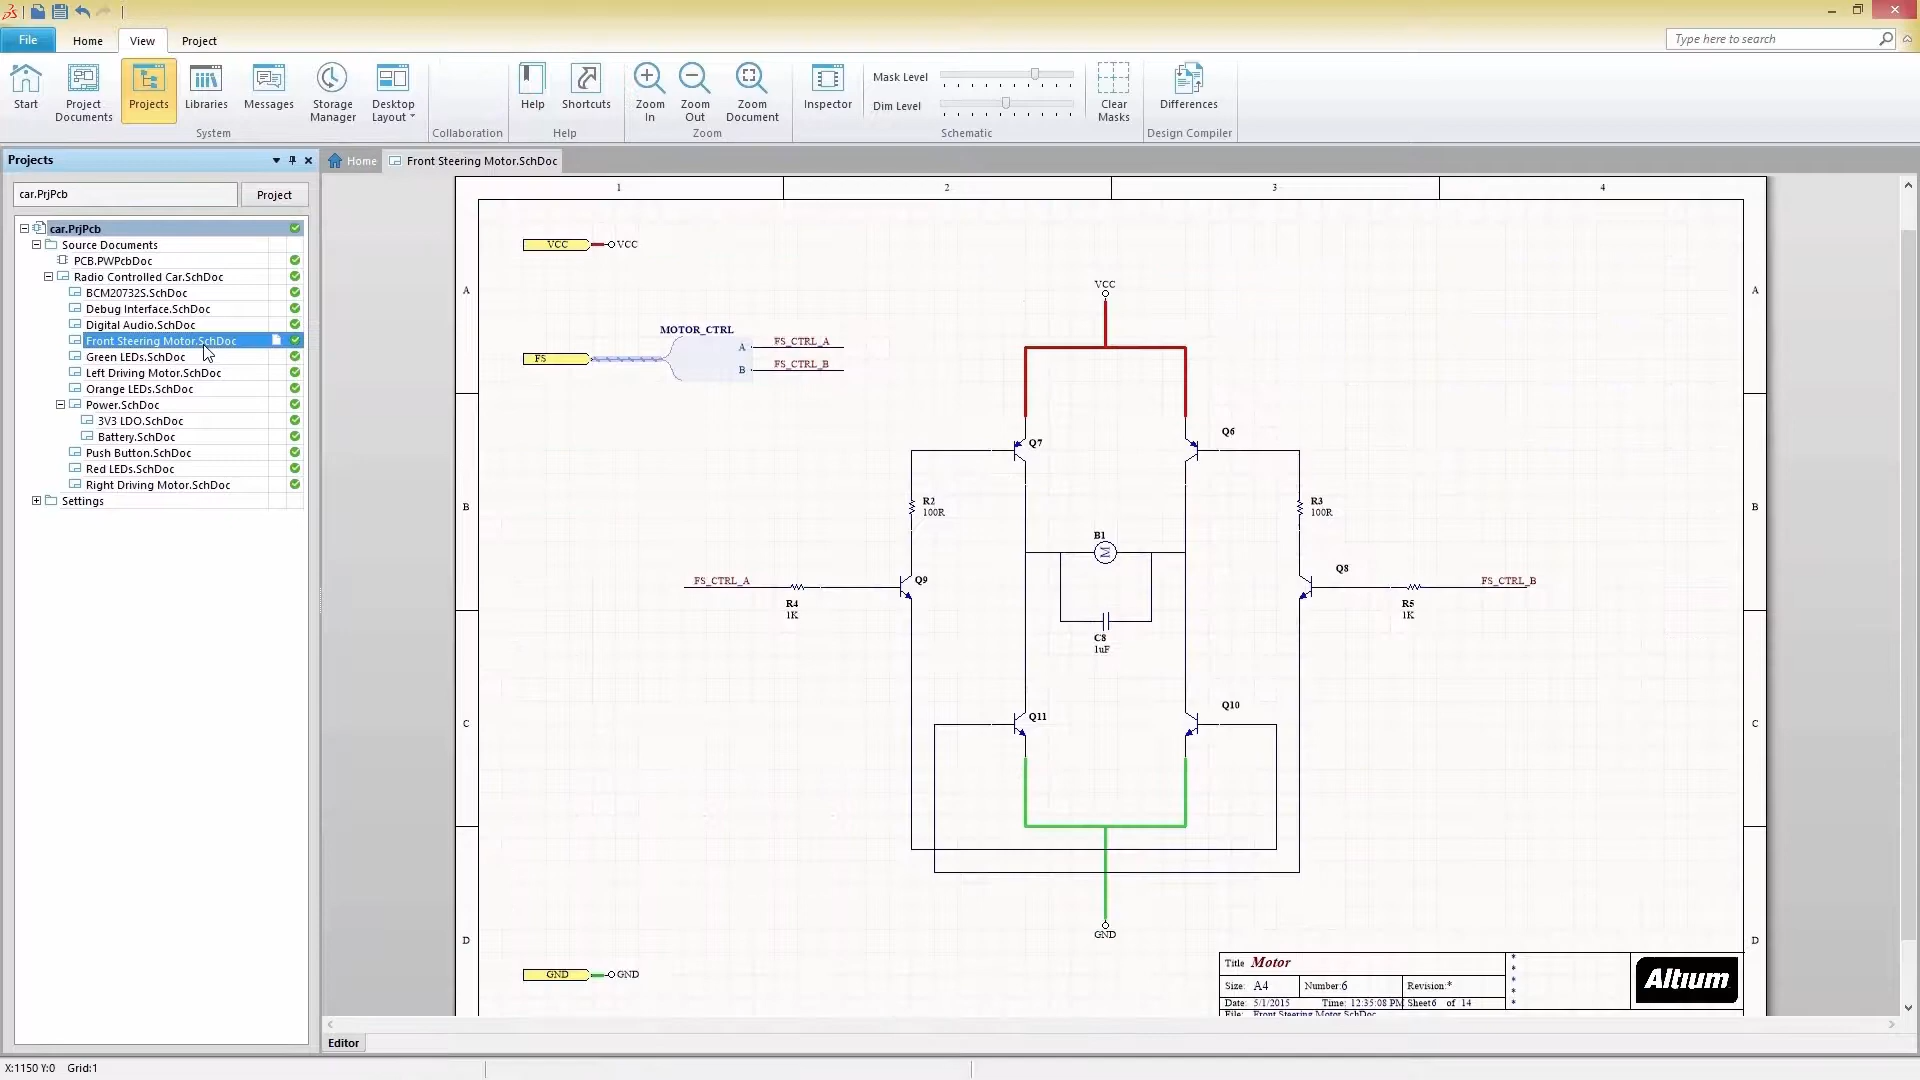 File
Home
View
Project
Type here to search
Start
Project Documents
Projects
Libraries
Messages
Storage Manager
Desktop Layout
System
Collaboration
Help
Shortcuts
Help
Zoom In
Zoom Out
Zoom Document
Zoom
Inspector
Mask Level
Dim Level
Clear Masks
Schematic
Differences
Design Compiler
Projects
Home
Front Steering Motor.SchDoc
car.PrjPcb
Project
car.PrjPcb
Source Documents
PCB.PWPcbDoc
Radio Controlled Car.SchDoc
BCM20732S.SchDoc
Debug Interface.SchDoc
Digital Audio.SchDoc
Front Steering Motor.SchDoc
Green LEDs.SchDoc
Left Driving Motor.SchDoc
Orange LEDs.SchDoc
Power.SchDoc
3V3 LDO.SchDoc
Battery.SchDoc
Push Button.SchDoc
Red LEDs.SchDoc
Right Driving Motor.SchDoc
Settings
1 2 3 4
VCC VCC
VCC
A A
MOTOR_CTRL
A FS_CTRL_A
FS
B FS_CTRL_B
Q7 Q6
R2 R3
100R 100R
B B
B1
M
FS_CTRL_A Q9 Q8 FS_CTRL_B
R4 R5
1K 1K
C8
1uF
Q11 Q10
C C
GND
D D
GND GND
Title Motor
Size: A4 Number:6 Revision:*
Date: 5/1/2015 Time: 12:35:08 PM Sheet6 of 14
File: Front Steering Motor.SchDoc
*
*
*
*
*
Altium
Editor
X:1150 Y:0 Grid:1